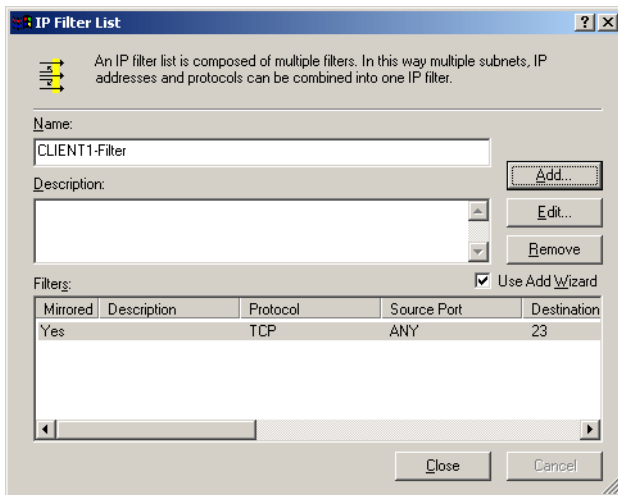 IP Filter List
An IP filter list is composed of multiple filters. In this way multiple subnets, IP
addresses and protocols can be combined into one IP filter.
Name:
CLIENT1-Filter
Add...
Description:
Edit...
Remove
Filters:
Use Add Wizard
Mirrored Description Protocol Source Port Destination
Yes TCP ANY 23
Close Cancel